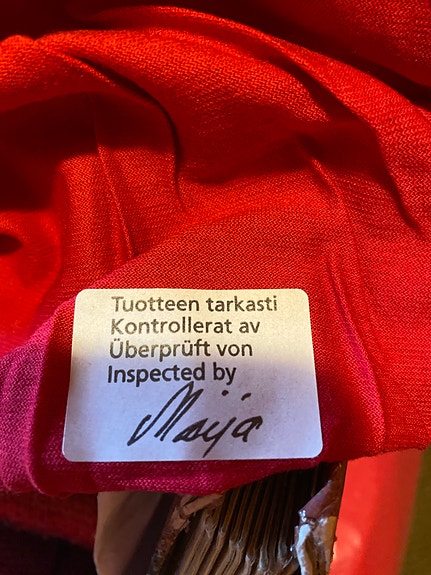 Tuotteen tarkasti
Kontrollerat av
Überprüft von
Inspected by
Maija